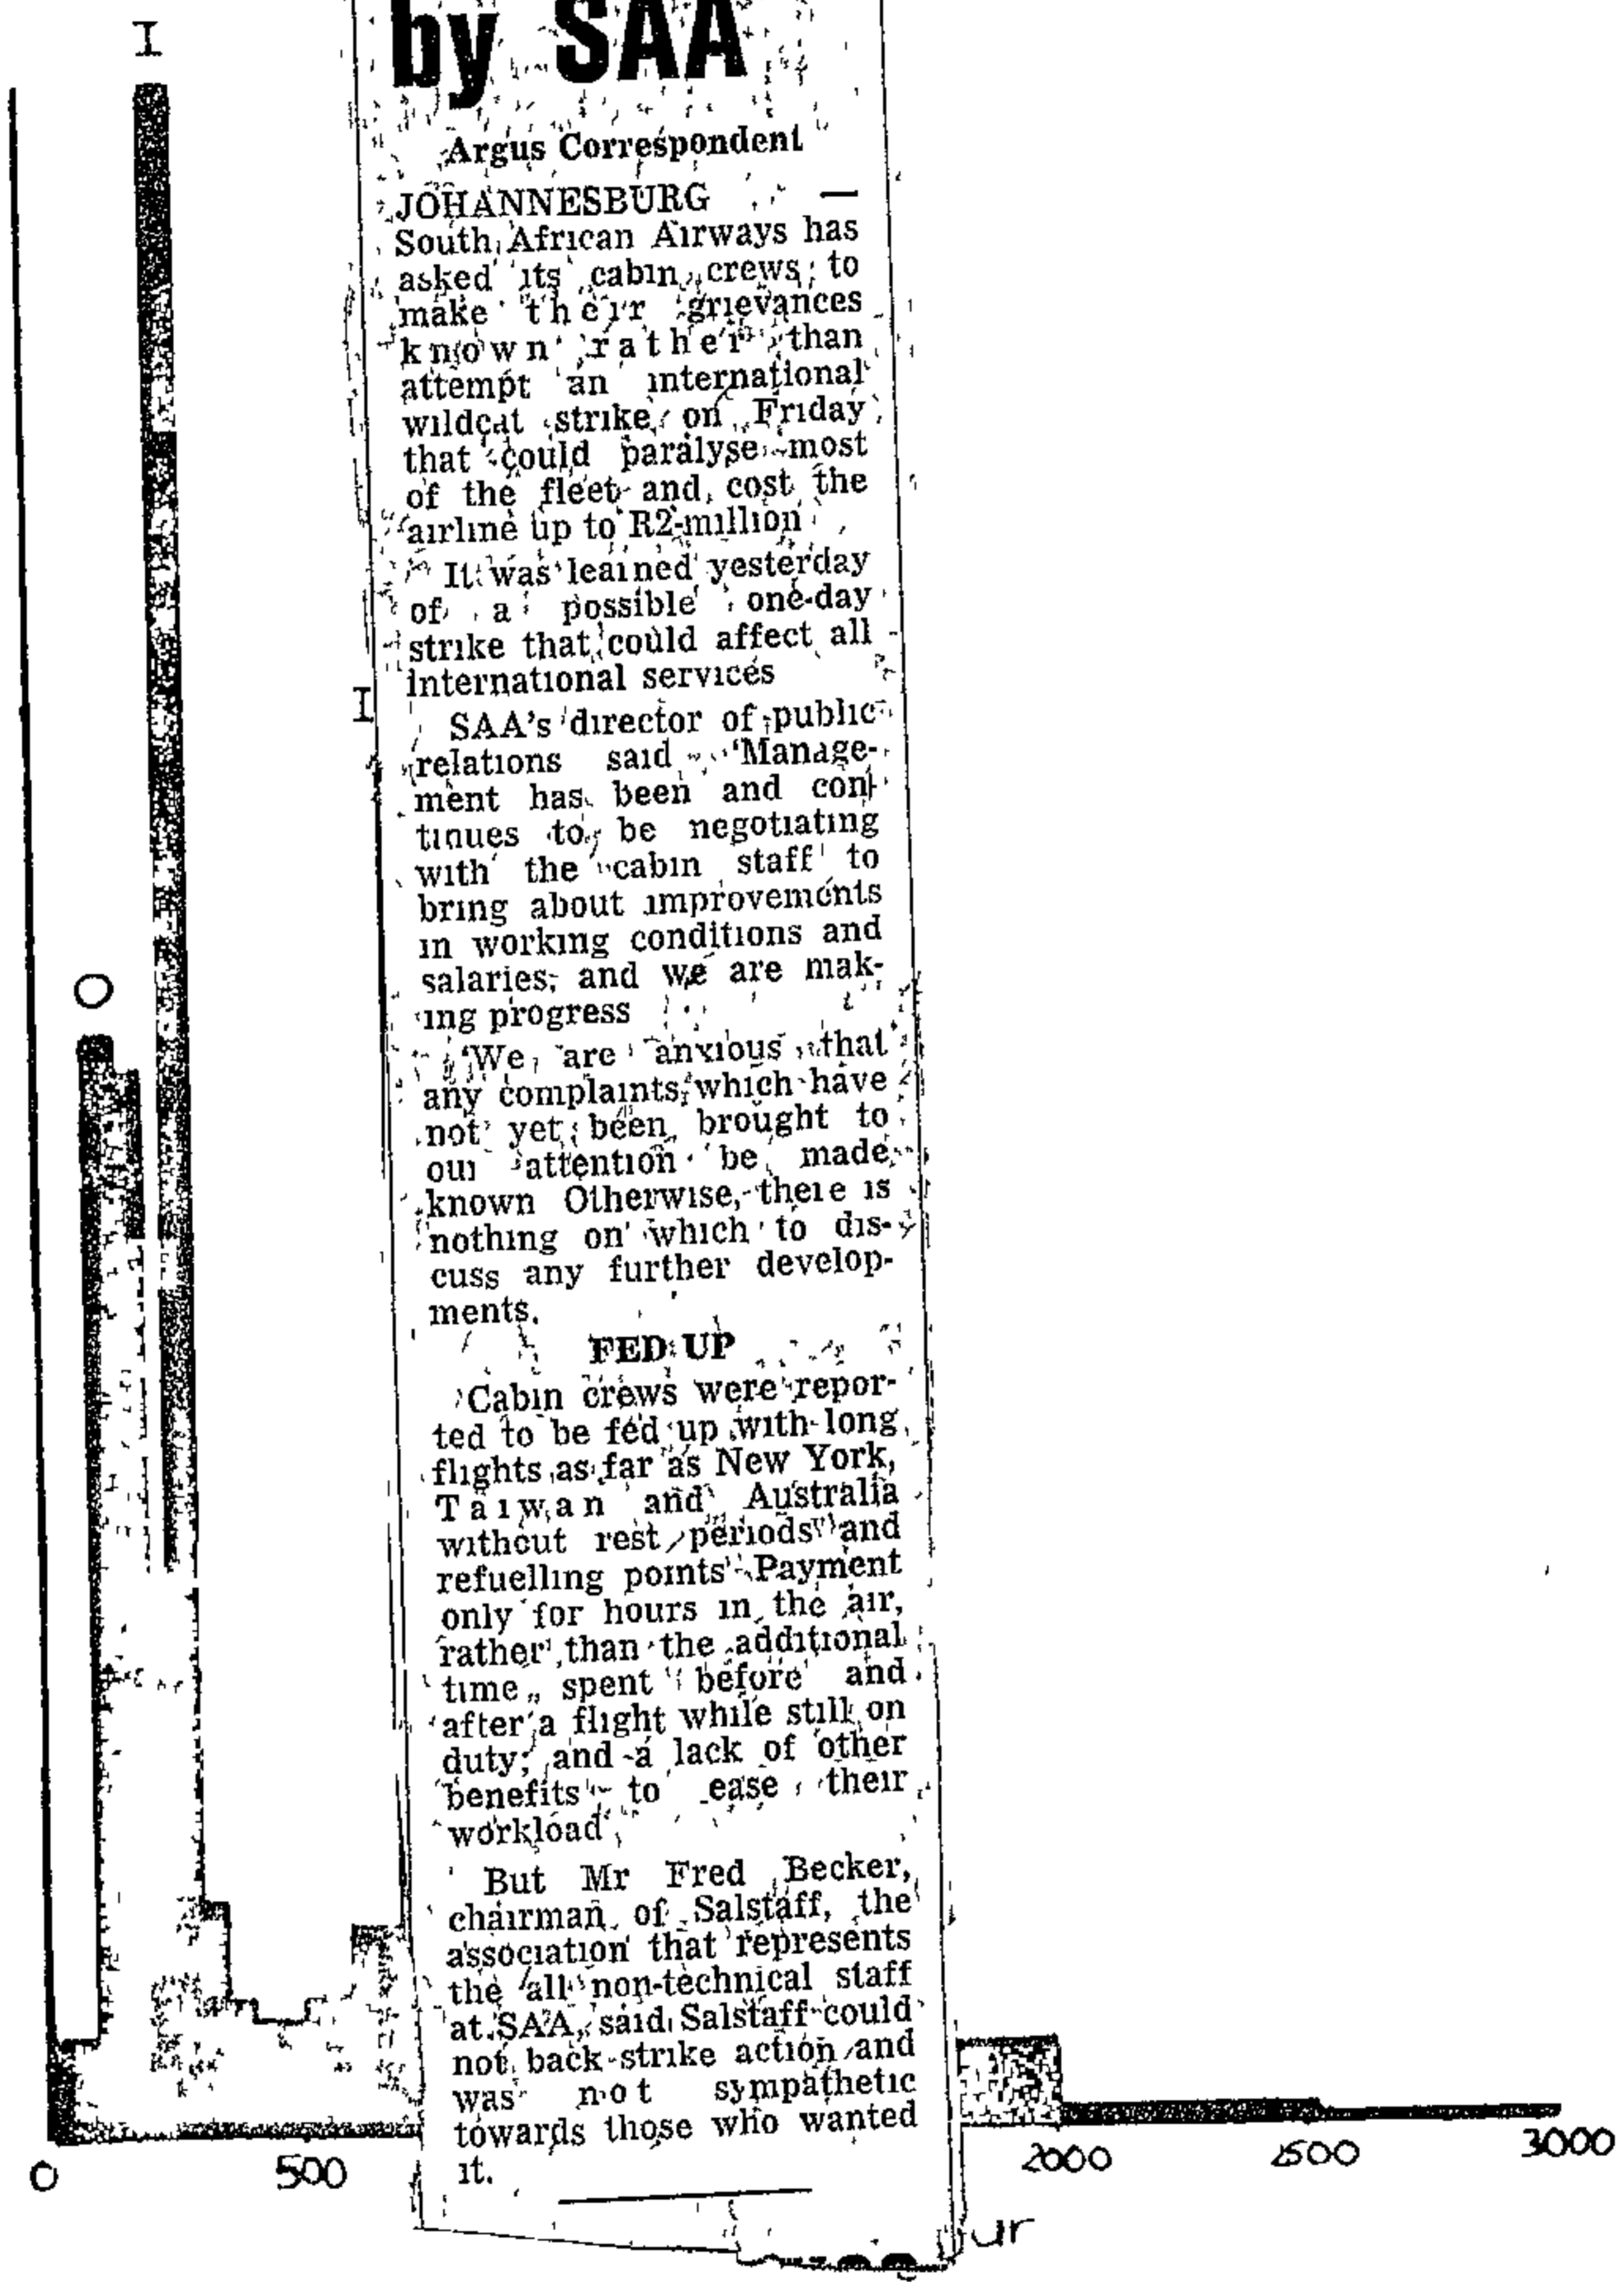 I
by SAA
Argus Correspondent
JOHANNESBURG —
South African Airways has
asked its cabin crews to
make their grievances
known rather than
attempt an international
wildcat strike on Friday
that could paralyse most
of the fleet and cost the
airline up to R2-million
It was learned yesterday
of a possible one-day
strike that could affect all
international services
I
SAA's director of public
relations said 'Manage-
ment has been and con-
tinues to be negotiating
with the cabin staff to
bring about improvements
in working conditions and
salaries, and we are mak-
ing progress
'We are anxious that
any complaints which have
not yet been brought to
our attention be made
known Otherwise, there is
nothing on which to dis-
cuss any further develop-
ments.
FED UP
Cabin crews were repor-
ted to be fed up with long
flights as far as New York,
Taiwan and Australia
without rest periods and
refuelling points Payment
only for hours in the air,
rather than the additional
time spent before and
after a flight while still on
duty, and a lack of other
benefits to ease their
workload
But Mr Fred Becker,
chairman of Salstaff, the
association that represents
the all non-technical staff
at SAA, said Salstaff could
not back strike action and
was not sympathetic
towards those who wanted
it.
O
0
500
2000
2500
3000
ur